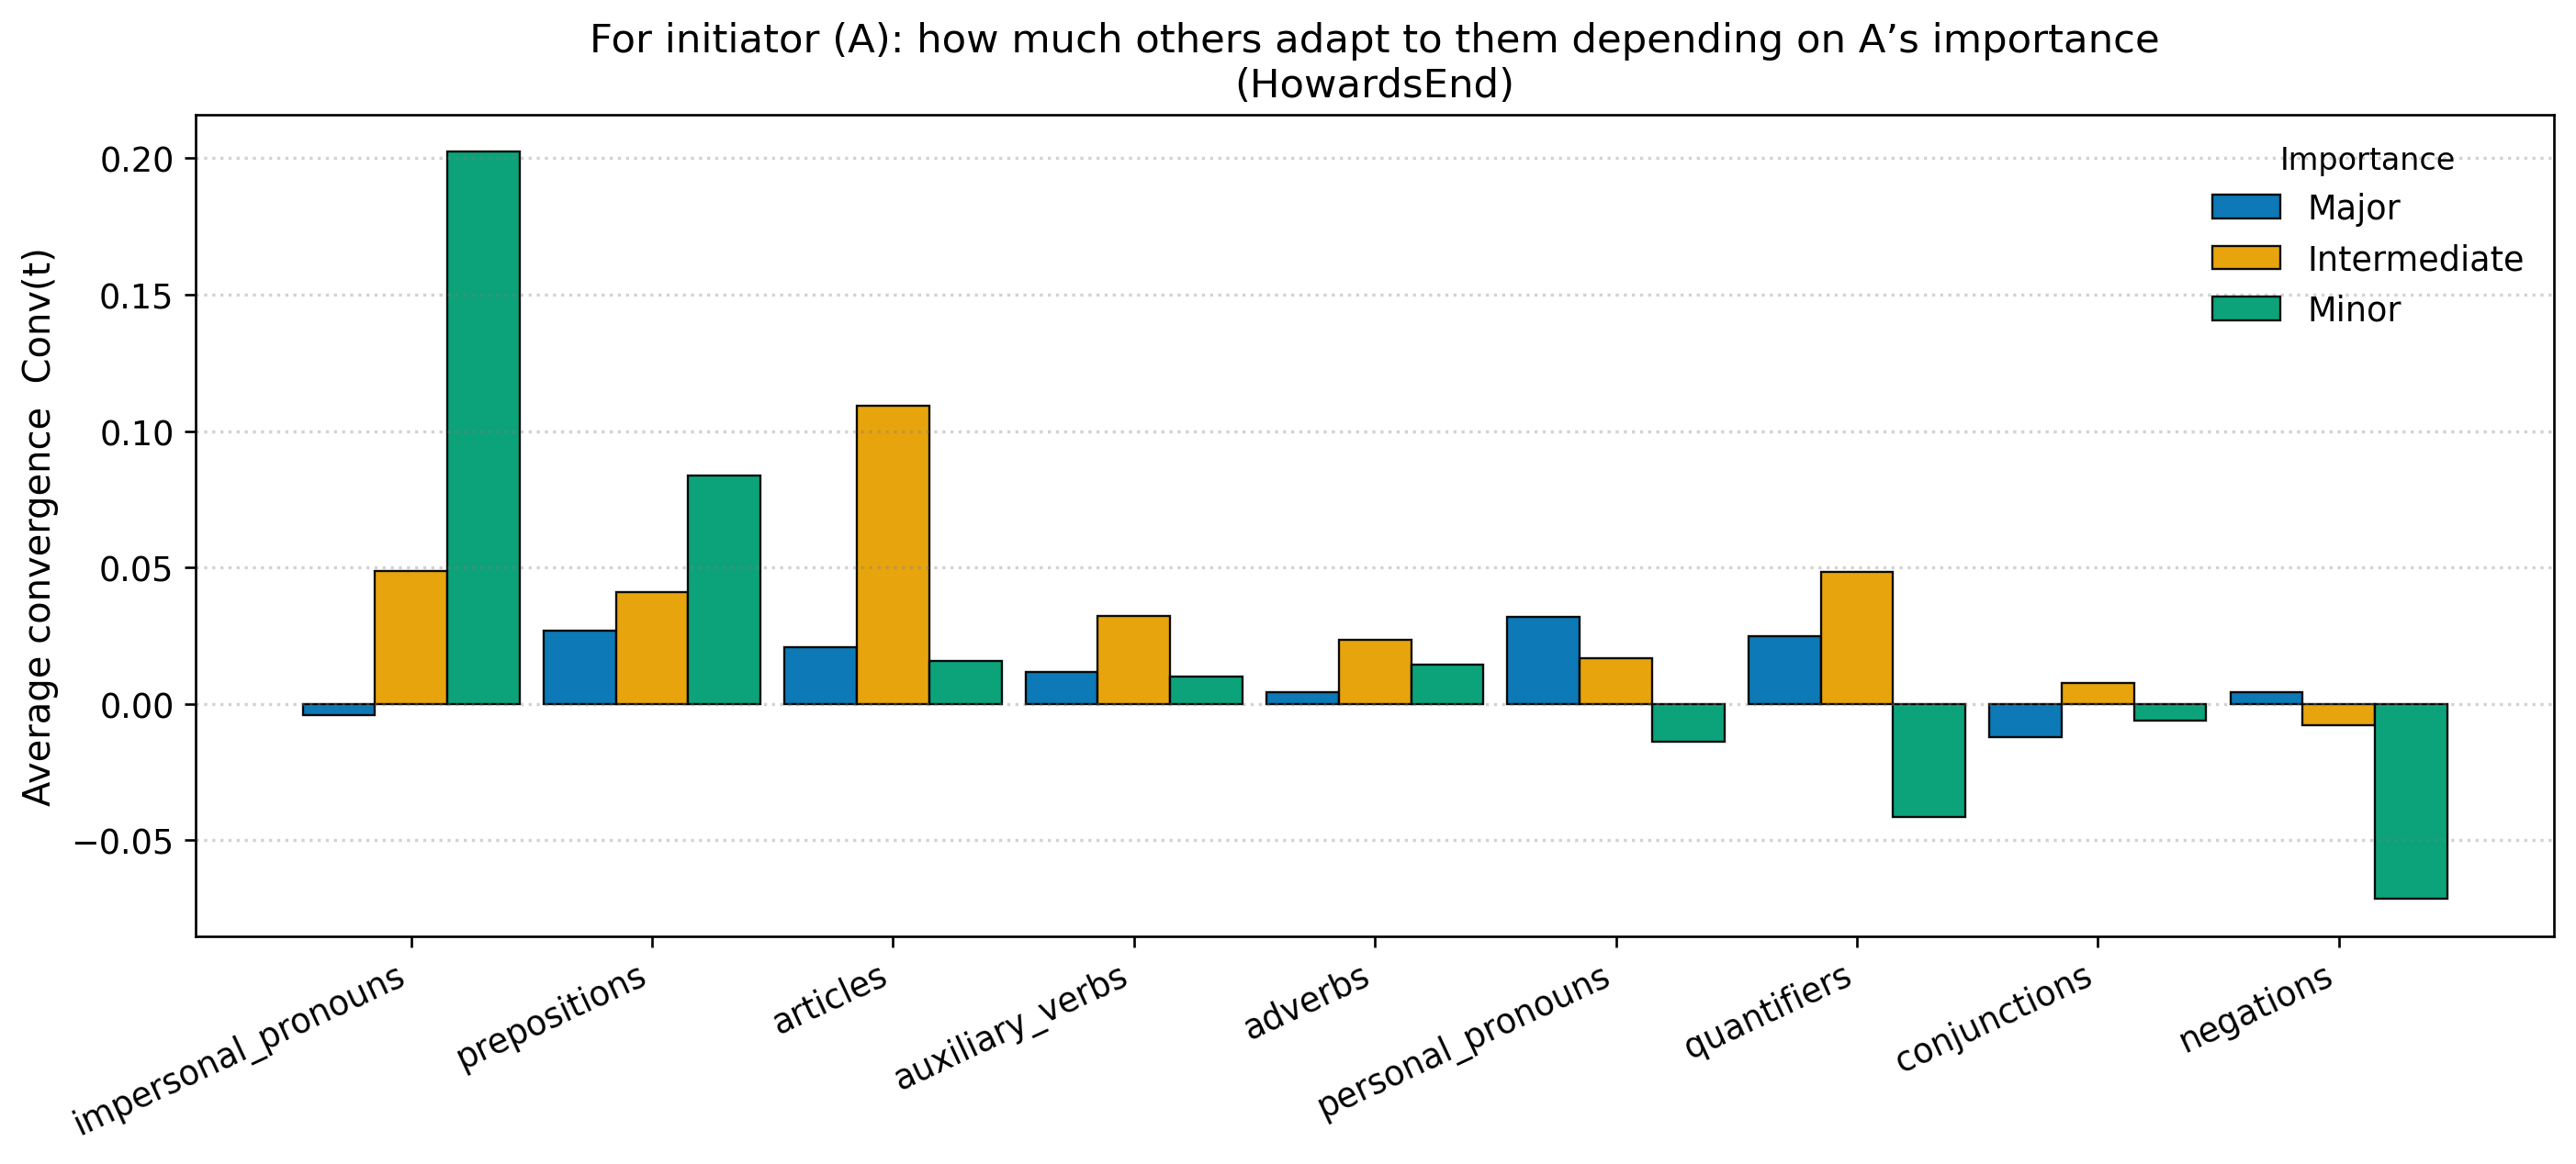 For initiator (A): how much others adapt to them depending on A’s importance
(HowardsEnd)
Average convergence  Conv(t)
0.20
0.15
0.10
0.05
0.00
−0.05
Importance
Major
Intermediate
Minor
impersonal_pronouns
prepositions
articles
auxiliary_verbs
adverbs
personal_pronouns
quantifiers
conjunctions
negations